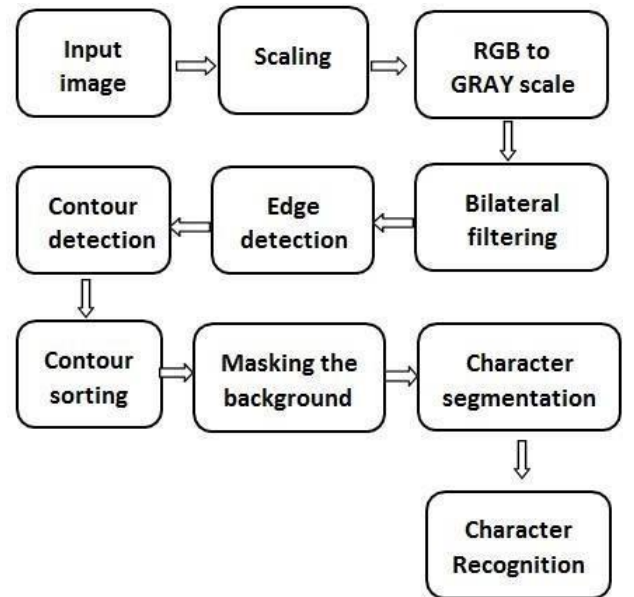 Input
image
Scaling
RGB to
GRAY scale
Bilateral
filtering
Edge
detection
Contour
detection
Contour
sorting
Masking the
background
Character
segmentation
Character
Recognition